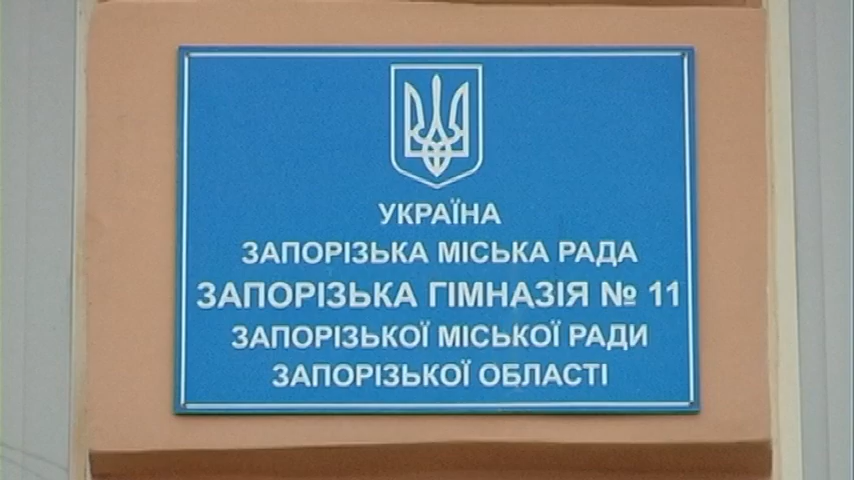 УКРАЇНА
ЗАПОРІЗЬКА МІСЬКА РАДА
ЗАПОРІЗЬКА ГІМНАЗІЯ № 11
ЗАПОРІЗЬКОЇ МІСЬКОЇ РАДИ
ЗАПОРІЗЬКОЇ ОБЛАСТІ